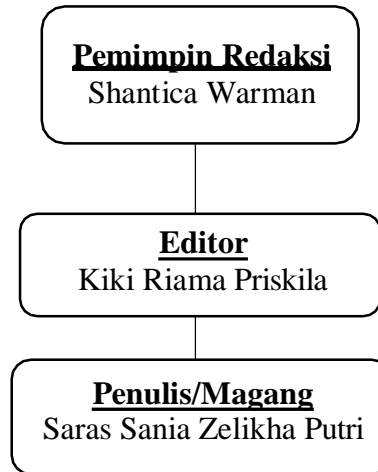 Pemimpin Redaksi
Shantica Warman
Editor
Kiki Riama Priskila
Penulis/Magang
Saras Sania Zelikha Putri